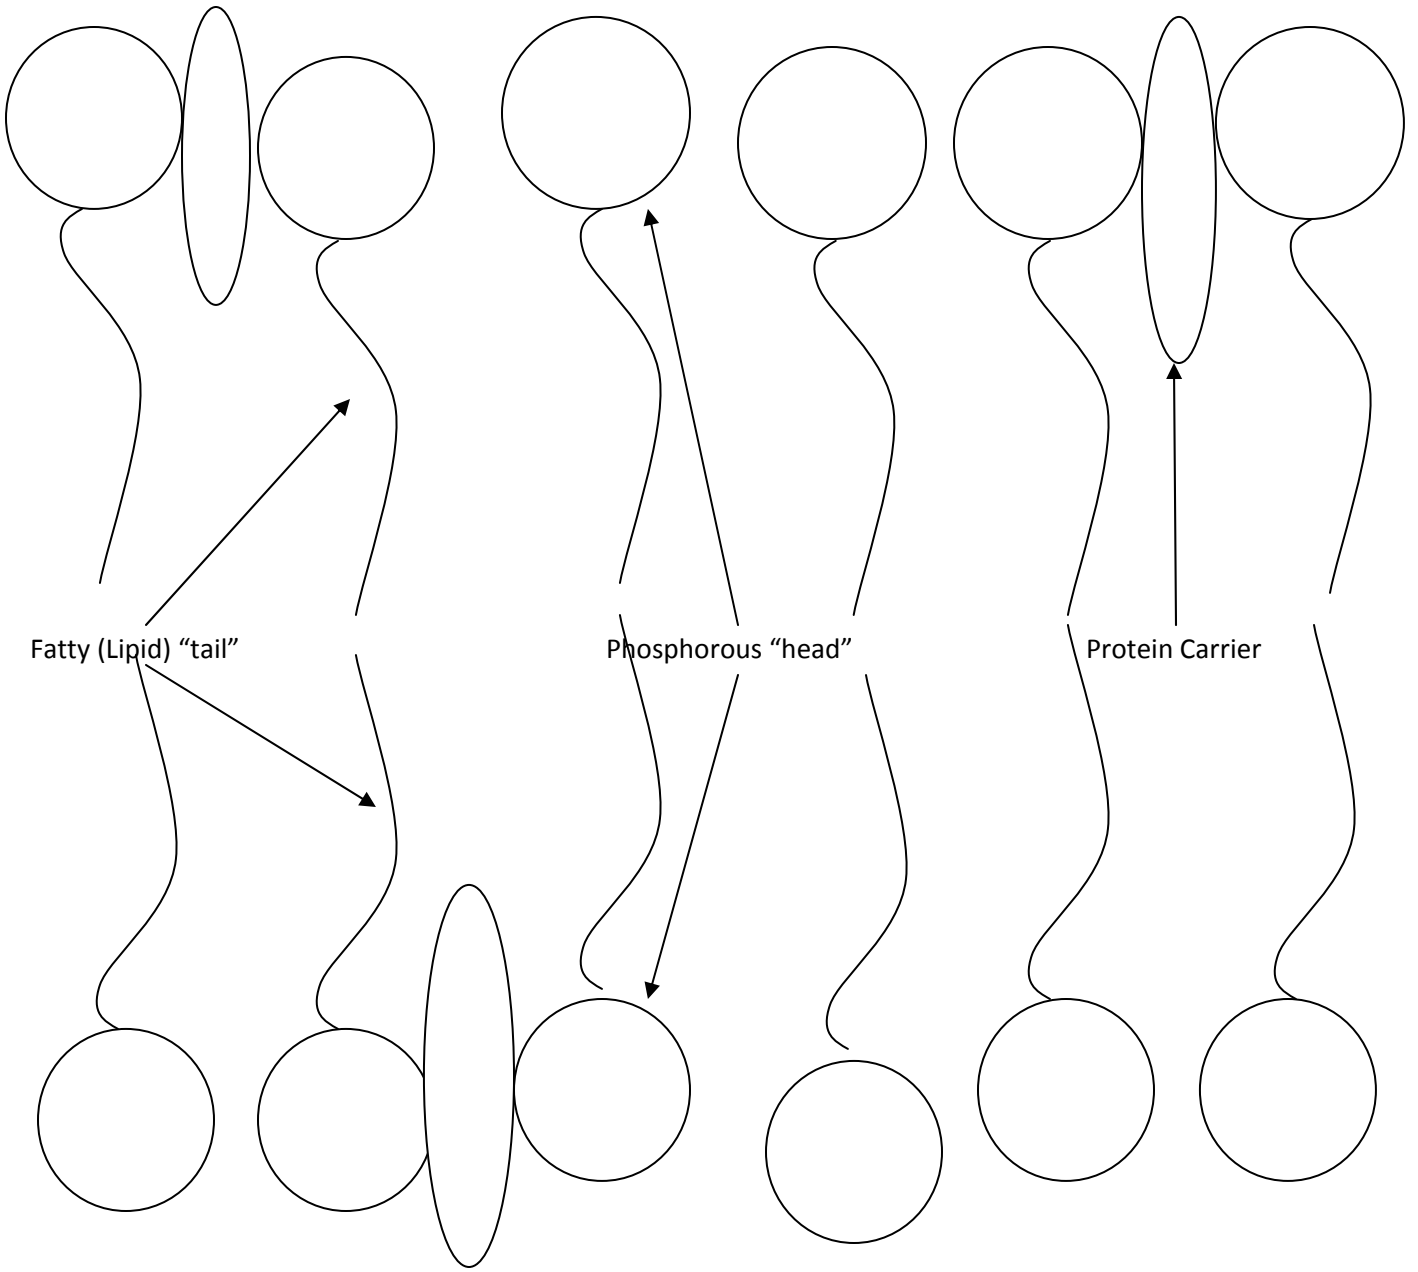 Fatty (Lipid) “tail”
Phosphorous “head”
Protein Carrier